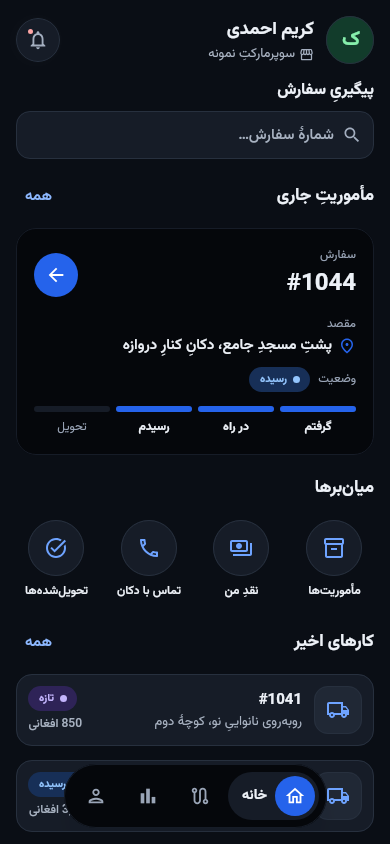 ک
کریم احمدی
سوپرمارکتِ نمونه
پیگیریِ سفارش
شمارهٔ سفارش…
مأموریتِ جاری
همه
سفارش
#1044
مقصد
پشتِ مسجدِ جامع، دکانِ کنارِ دروازه
وضعیت
رسیده
گرفتم
در راه
رسیدم
تحویل
میان‌برها
مأموریت‌ها
نقدِ من
تماس با دکان
تحویل‌شده‌ها
کارهای اخیر
همه
#1041
تازه
روبه‌روی نانواییِ نو، کوچهٔ دوم
850 افغانی
رسیده
افغانی
خانه